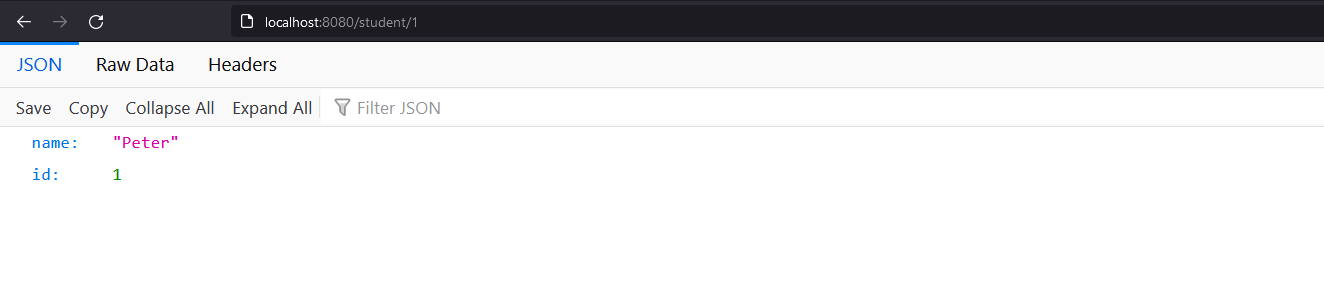 localhost:8080/student/1
JSON Raw Data Headers
Save Copy Collapse All Expand All Filter JSON
name: "Peter"
id: 1